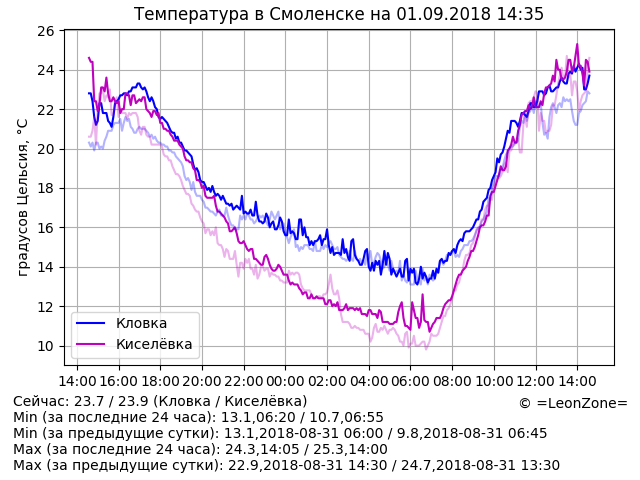 Температура в Смоленске на 01.09.2018 14:35
градусов Цельсия, °C
26
24
22
20
18
16
14
12
10
Кловка
Киселёвка
14:00 16:00 18:00 20:00 22:00 00:00 02:00 04:00 06:00 08:00 10:00 12:00 14:00
Сейчас: 23.7 / 23.9 (Кловка / Киселёвка)
© =LeonZone=
Min (за последние 24 часа): 13.1,06:20 / 10.7,06:55
Min (за предыдущие сутки): 13.1,2018-08-31 06:00 / 9.8,2018-08-31 06:45
Max (за последние 24 часа): 24.3,14:05 / 25.3,14:00
Max (за предыдущие сутки): 22.9,2018-08-31 14:30 / 24.7,2018-08-31 13:30